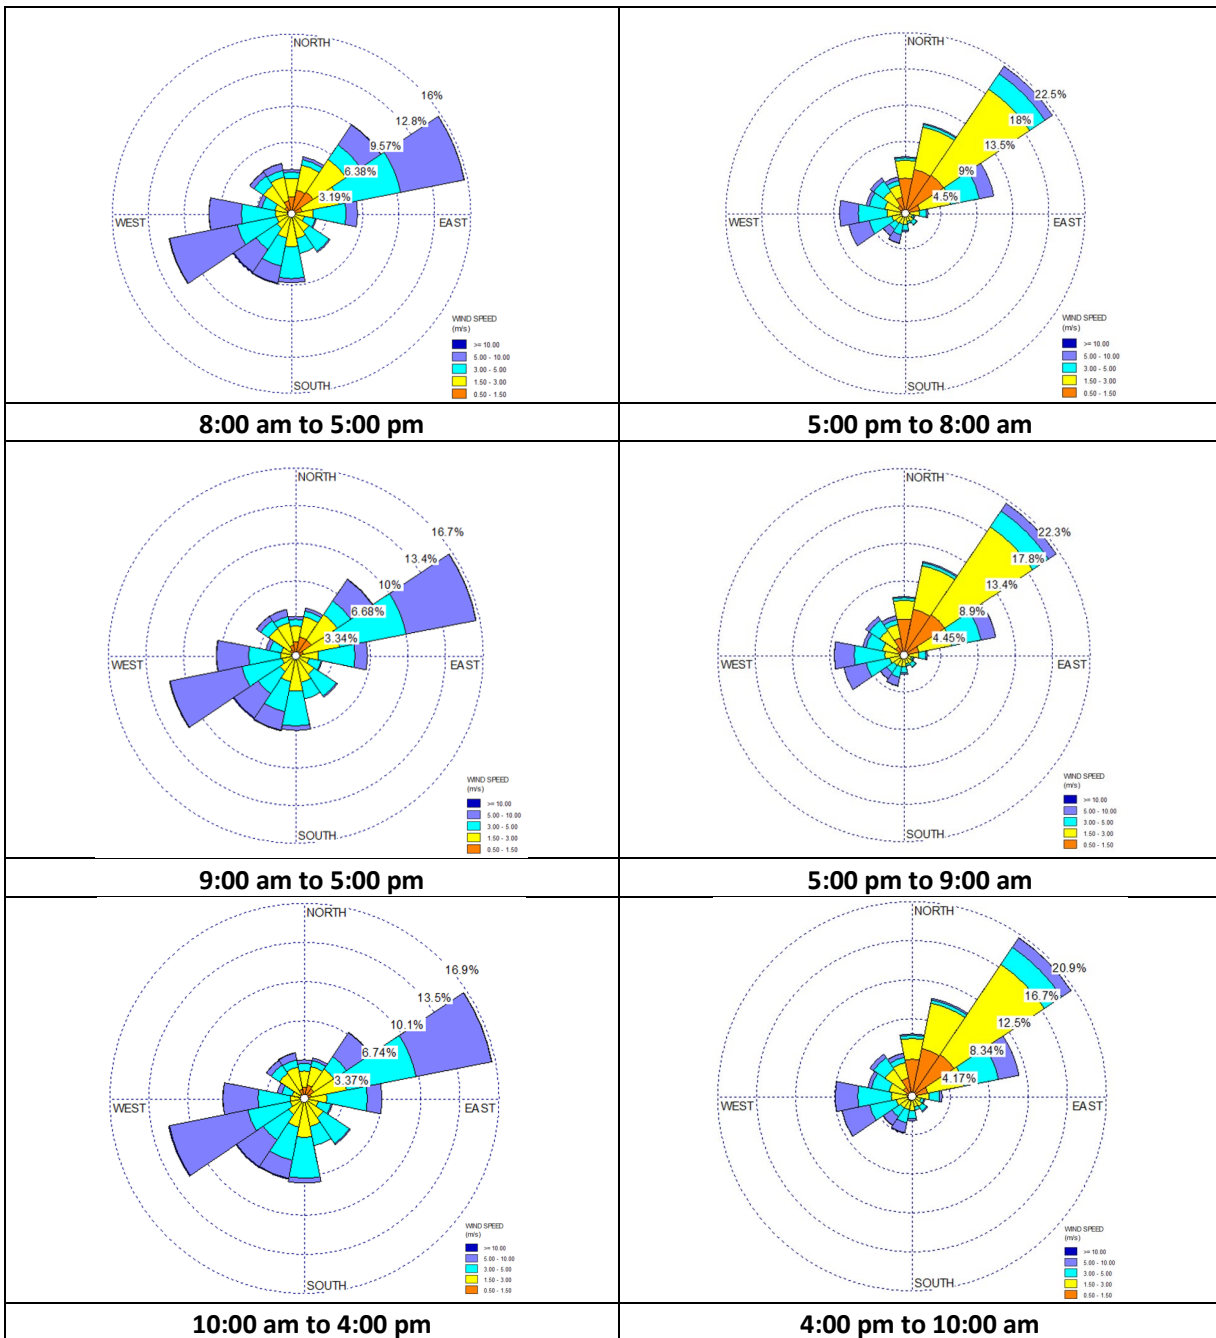 NORTH
16%
12.8%
9.57%
6.38%
3.19%
WEST
EAST
SOUTH
WIND SPEED
(m/s)
>= 10.00
5.00 - 10.00
3.00 - 5.00
1.50 - 3.00
0.50 - 1.50
8:00 am to 5:00 pm
NORTH
22.5%
18%
13.5%
9%
4.5%
WEST
EAST
SOUTH
WIND SPEED
(m/s)
>= 10.00
5.00 - 10.00
3.00 - 5.00
1.50 - 3.00
0.50 - 1.50
5:00 pm to 8:00 am
NORTH
16.7%
13.4%
10%
6.68%
3.34%
WEST
EAST
SOUTH
WIND SPEED
(m/s)
>= 10.00
5.00 - 10.00
3.00 - 5.00
1.50 - 3.00
0.50 - 1.50
9:00 am to 5:00 pm
NORTH
22.3%
17.8%
13.4%
8.9%
4.45%
WEST
EAST
SOUTH
WIND SPEED
(m/s)
>= 10.00
5.00 - 10.00
3.00 - 5.00
1.50 - 3.00
0.50 - 1.50
5:00 pm to 9:00 am
NORTH
16.9%
13.5%
10.1%
6.74%
3.37%
WEST
EAST
SOUTH
WIND SPEED
(m/s)
>= 10.00
5.00 - 10.00
3.00 - 5.00
1.50 - 3.00
0.50 - 1.50
10:00 am to 4:00 pm
NORTH
20.9%
16.7%
12.5%
8.34%
4.17%
WEST
EAST
SOUTH
WIND SPEED
(m/s)
>= 10.00
5.00 - 10.00
3.00 - 5.00
1.50 - 3.00
0.50 - 1.50
4:00 pm to 10:00 am